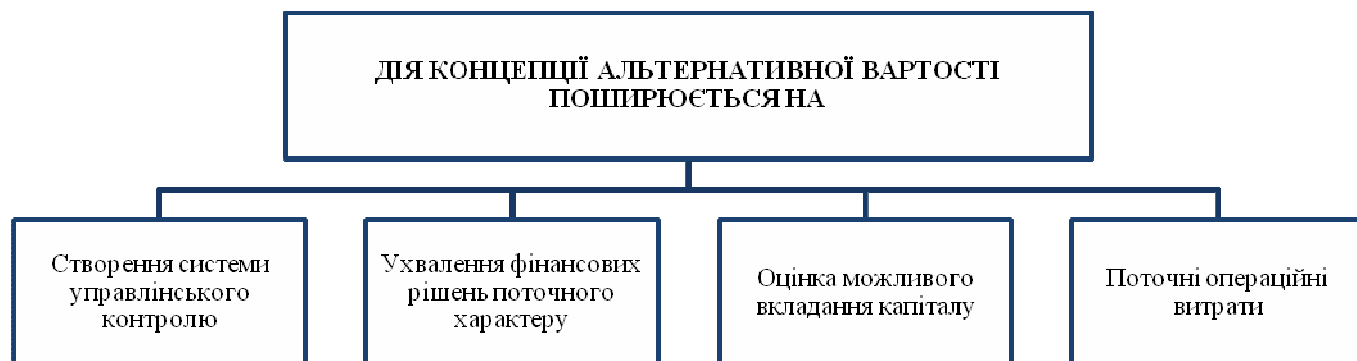 ДІЯ КОНЦЕПЦІЇ АЛЬТЕРНАТИВНОЇ ВАРТОСТІ
ПОШИРЮЄТЬСЯ НА
Створення системи
управлінського
контролю
Ухвалення фінансових
рішень поточного
характеру
Оцінка можливого
вкладання капіталу
Поточні операційні
витрати